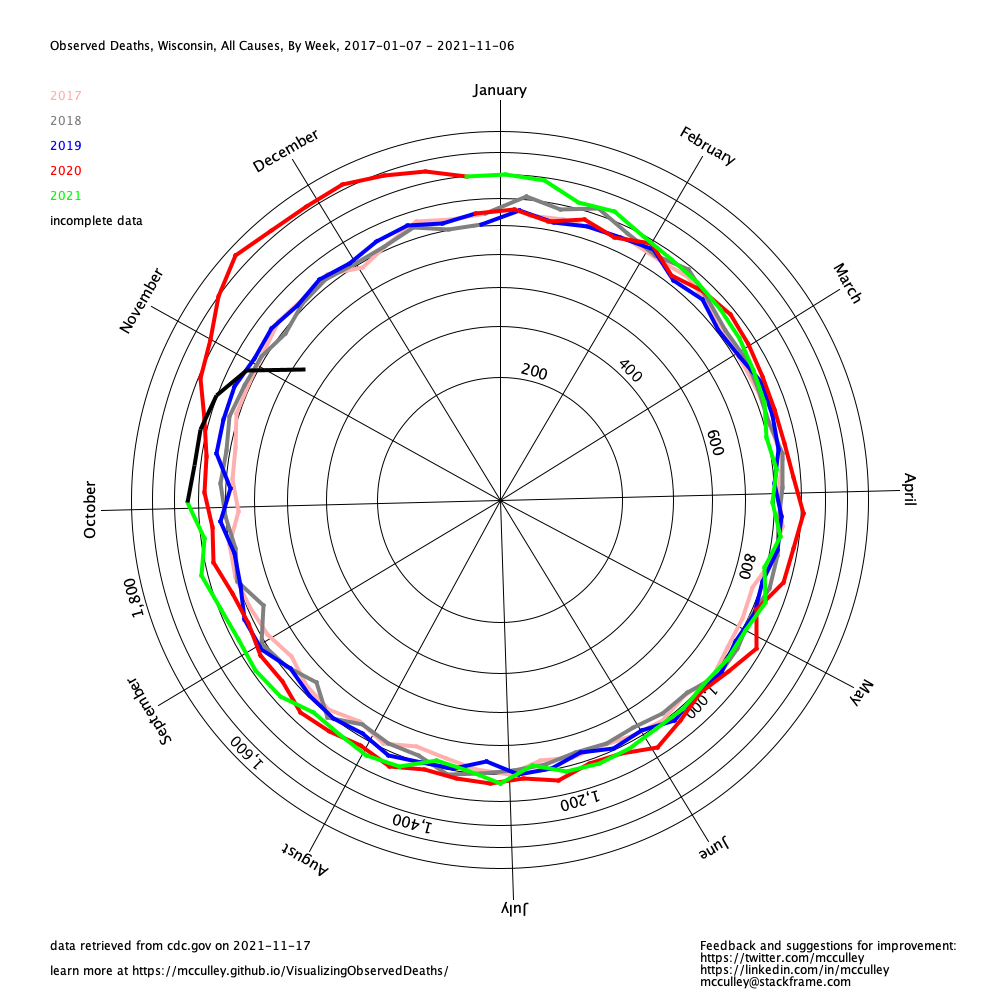 Observed Deaths, Wisconsin, All Causes, By Week, 2017-01-07 - 2021-11-06
2017
2018
2019
2020
2021
incomplete data
January
February
March
April
May
June
July
August
September
October
November
December
200
400
600
800
1,000
1,200
1,400
1,600
1,800
data retrieved from cdc.gov on 2021-11-17
learn more at https://mcculley.github.io/VisualizingObservedDeaths/
Feedback and suggestions for improvement:
https://twitter.com/mcculley
https://linkedin.com/in/mcculley
mcculley@stackframe.com